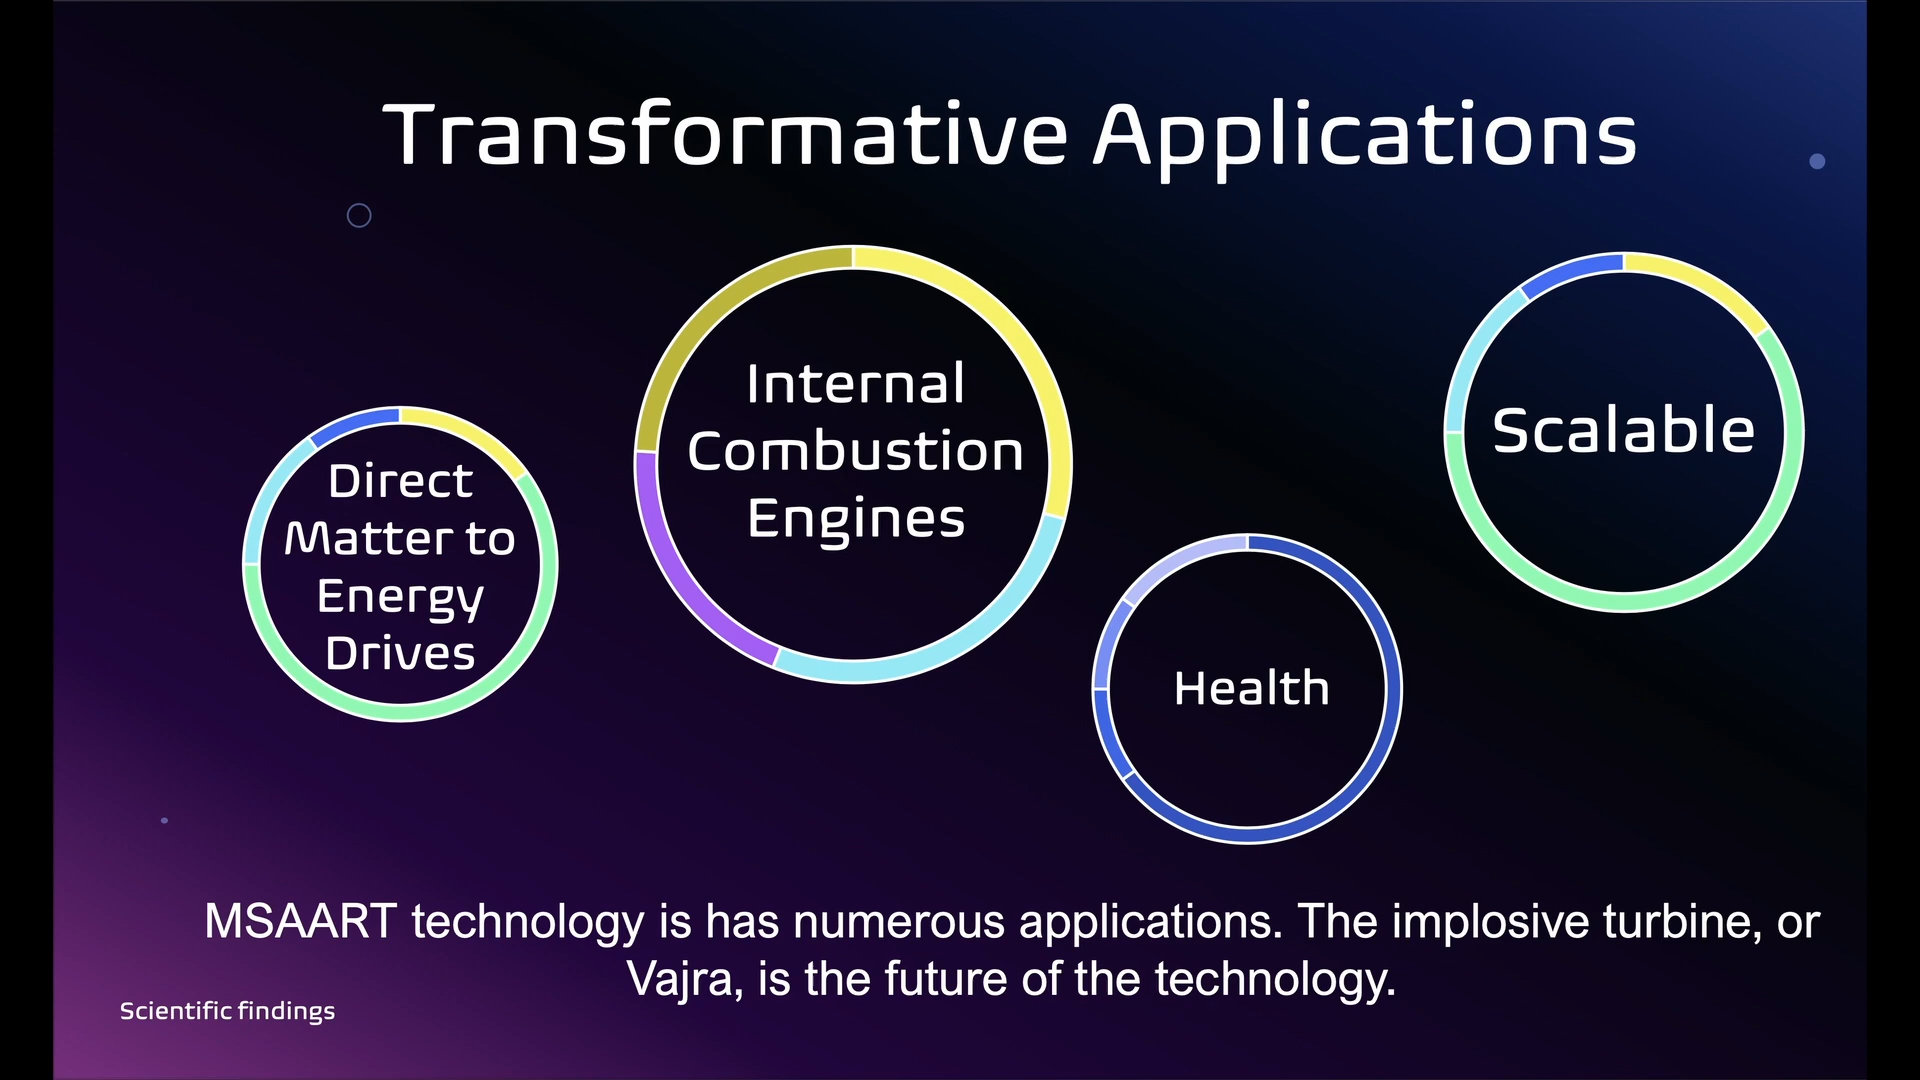 Transformative Applications
Direct
Matter to
Energy
Drives
Internal
Combustion
Engines
Health
Scalable
MSAART technology is has numerous applications. The implosive turbine, or
Vajra, is the future of the technology.
Scientific findings